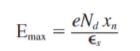 E_max = eN_d x_n / ϵ_s